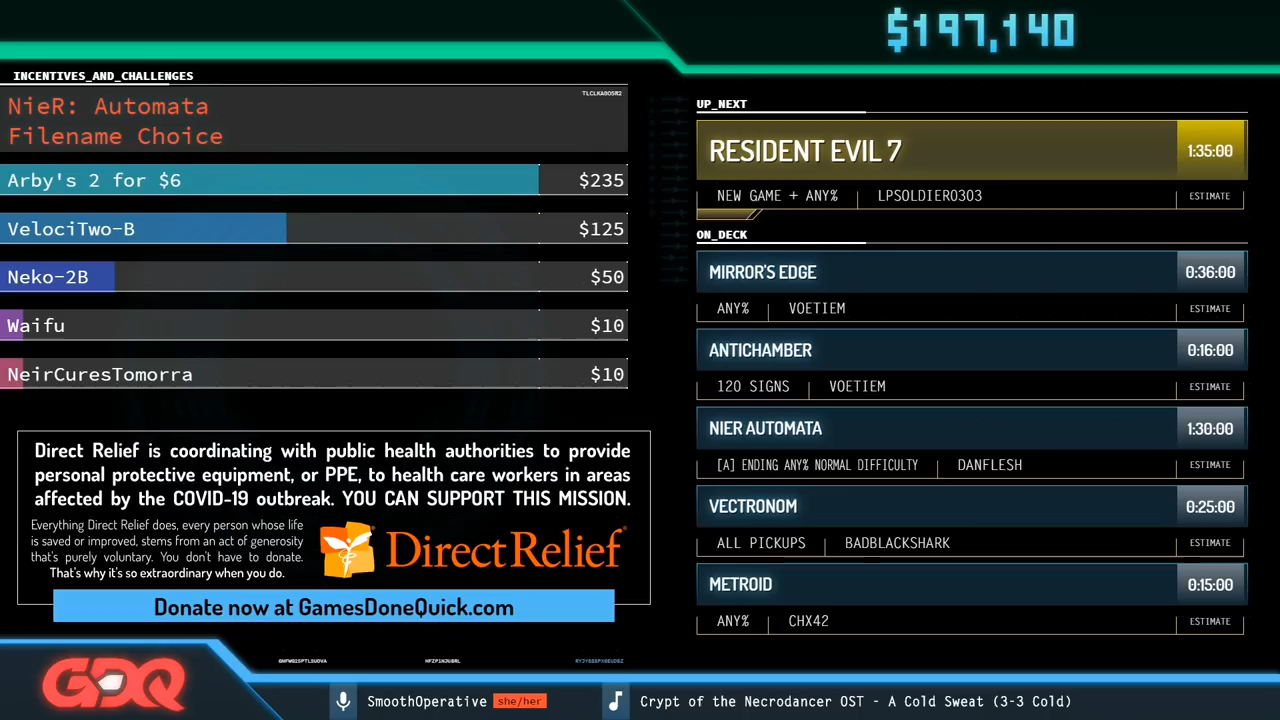 $197,140
INCENTIVES_AND_CHALLENGES
NieR: Automata
Filename Choice
TLCLKAGOSR2
Arby's 2 for $6 $235
VelociTwo-B $125
Neko-2B $50
Waifu $10
NeirCuresTomorra $10
Direct Relief is coordinating with public health authorities to provide
personal protective equipment, or PPE, to health care workers in areas
affected by the COVID-19 outbreak. YOU CAN SUPPORT THIS MISSION.
Everything Direct Relief does, every person whose life
is saved or improved, stems from an act of generosity
that's purely voluntary. You don't have to donate.
That's why it's so extraordinary when you do.
DirectRelief
Donate now at GamesDoneQuick.com
UP_NEXT
RESIDENT EVIL 7 1:35:00
NEW GAME + ANY% LPSOLDIER0303 ESTIMATE
ON_DECK
MIRROR'S EDGE 0:36:00
ANY% VOETIEM ESTIMATE
ANTICHAMBER 0:16:00
120 SIGNS VOETIEM ESTIMATE
NIER AUTOMATA 1:30:00
[A] ENDING ANY% NORMAL DIFFICULTY DANFLESH ESTIMATE
VECTRONOM 0:25:00
ALL PICKUPS BADBLACKSHARK ESTIMATE
METROID 0:15:00
ANY% CHX42 ESTIMATE
GDQ
SmoothOperative she/her
Crypt of the Necrodancer OST - A Cold Sweat (3-3 Cold)